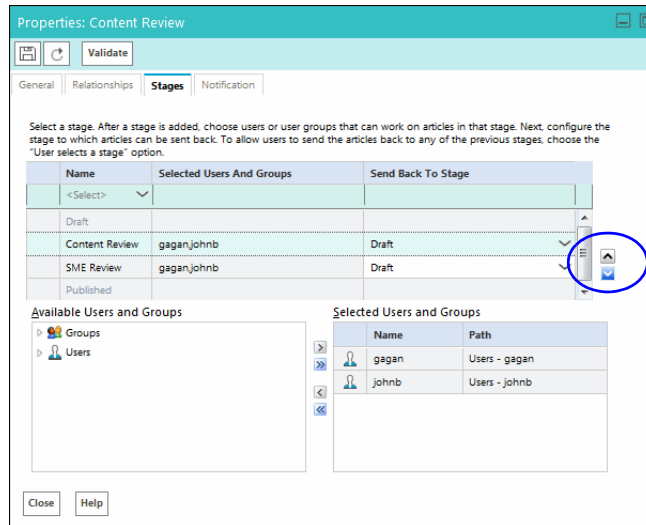 Properties: Content Review
Validate
General Relationships Stages Notification
Select a stage. After a stage is added, choose users or user groups that can work on articles in that stage. Next, configure the
stage to which articles can be sent back. To allow users to send the articles back to any of the previous stages, choose the
"User selects a stage" option.
Name Selected Users And Groups Send Back To Stage
<Select>
Draft
Content Review gagan,johnb Draft
SME Review gagan,johnb Draft
Published
Available Users and Groups Selected Users and Groups
Groups
Users
Name Path
gagan Users - gagan
johnb Users - johnb
Close Help